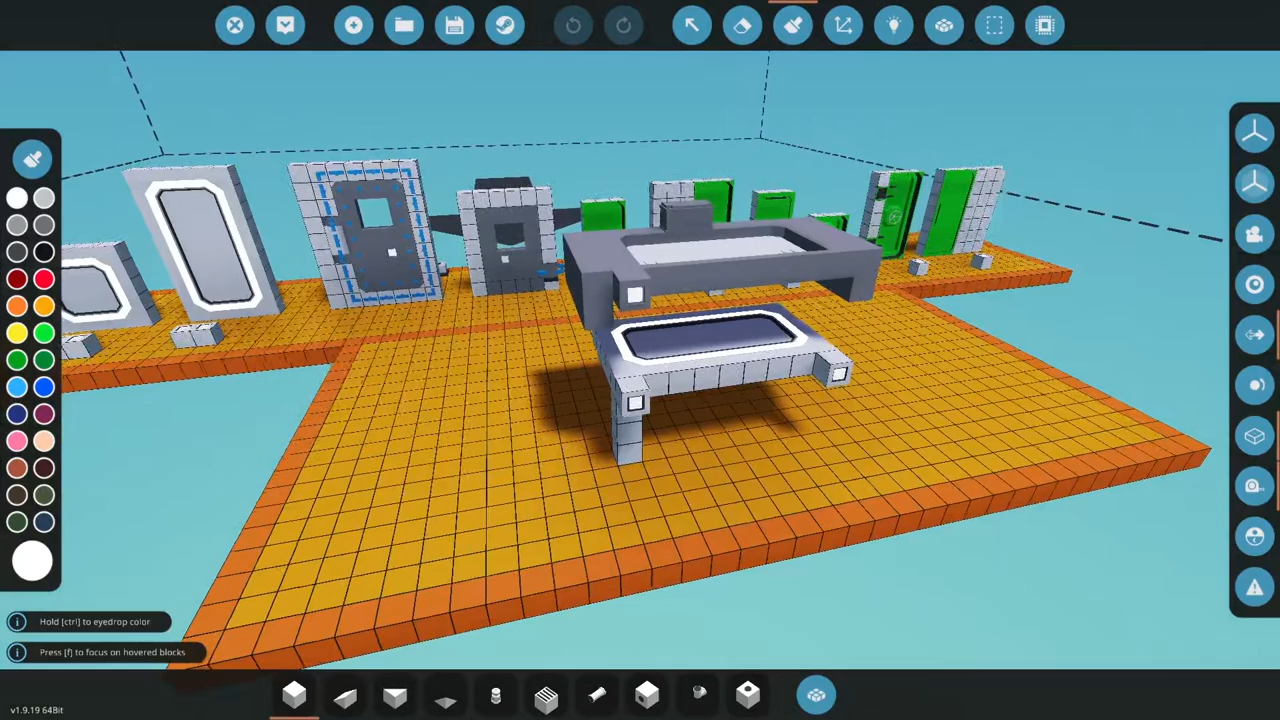 Hold [ctrl] to eyedrop color
Press [f] to focus on hovered blocks
v1.9.19 64Bit